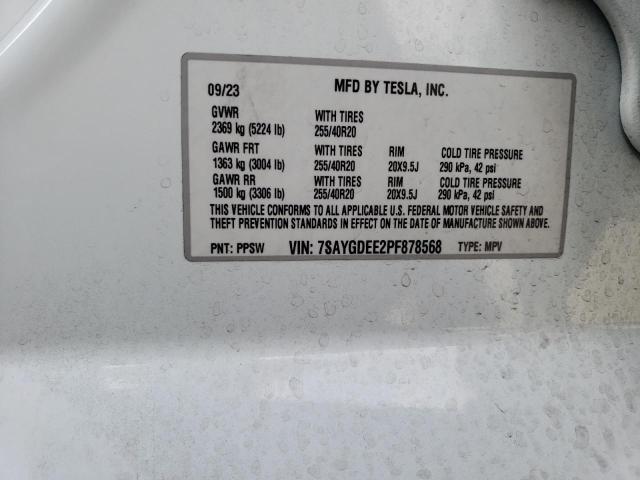 09/23 MFD BY TESLA, INC.
GVWR WITH TIRES
2369 kg (5224 lb) 255/40R20
GAWR FRT WITH TIRES RIM COLD TIRE PRESSURE
1363 kg (3004 lb) 255/40R20 20X9.5J 290 kPa, 42 psi
GAWR RR WITH TIRES RIM COLD TIRE PRESSURE
1500 kg (3306 lb) 255/40R20 20X9.5J 290 kPa, 42 psi
THIS VEHICLE CONFORMS TO ALL APPLICABLE U.S. FEDERAL MOTOR VEHICLE SAFETY AND
THEFT PREVENTION STANDARDS IN EFFECT ON THE DATE OF MANUFACTURE SHOWN ABOVE.
PNT: PPSW VIN: 7SAYGDEE2PF878568 TYPE: MPV